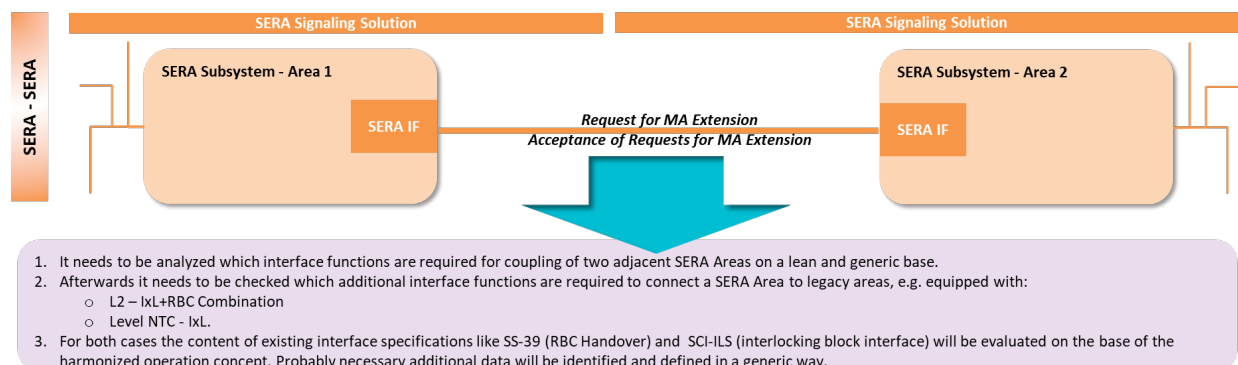 SERA Signaling Solution
SERA Signaling Solution
SERA - SERA
SERA Subsystem - Area 1
SERA Subsystem - Area 2
SERA IF
Request for MA Extension
SERA IF
Acceptance of Requests for MA Extension
1. It needs to be analyzed which interface functions are required for coupling of two adjacent SERA Areas on a lean and generic base.
2. Afterwards it needs to be checked which additional interface functions are required to connect a SERA Area to legacy areas, e.g. equipped with:
o L2 – IxL+RBC Combination
o Level NTC - IxL.
3. For both cases the content of existing interface specifications like SS-39 (RBC Handover) and SCI-ILS (interlocking block interface) will be evaluated on the base of the
harmonized operation concept. Probably necessary additional data will be identified and defined in a generic way.